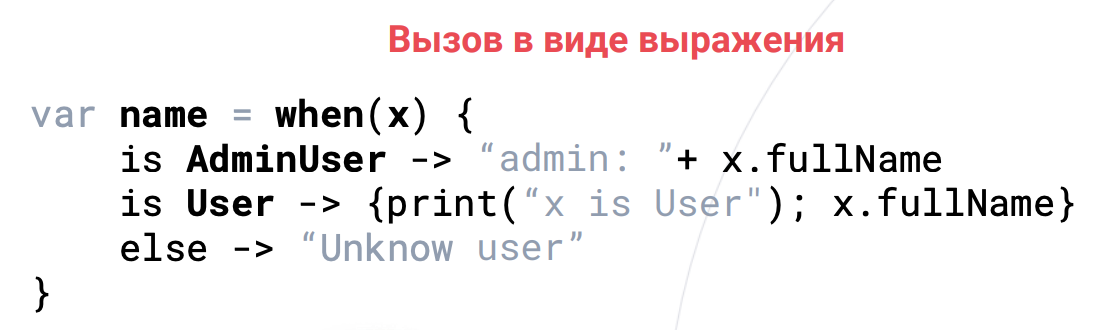 Вызов в виде выражения
var name = when(x) {
is AdminUser -> “admin: ”+ x.fullName
is User -> {print(“x is User"); x.fullName}
else -> “Unknow user”
}